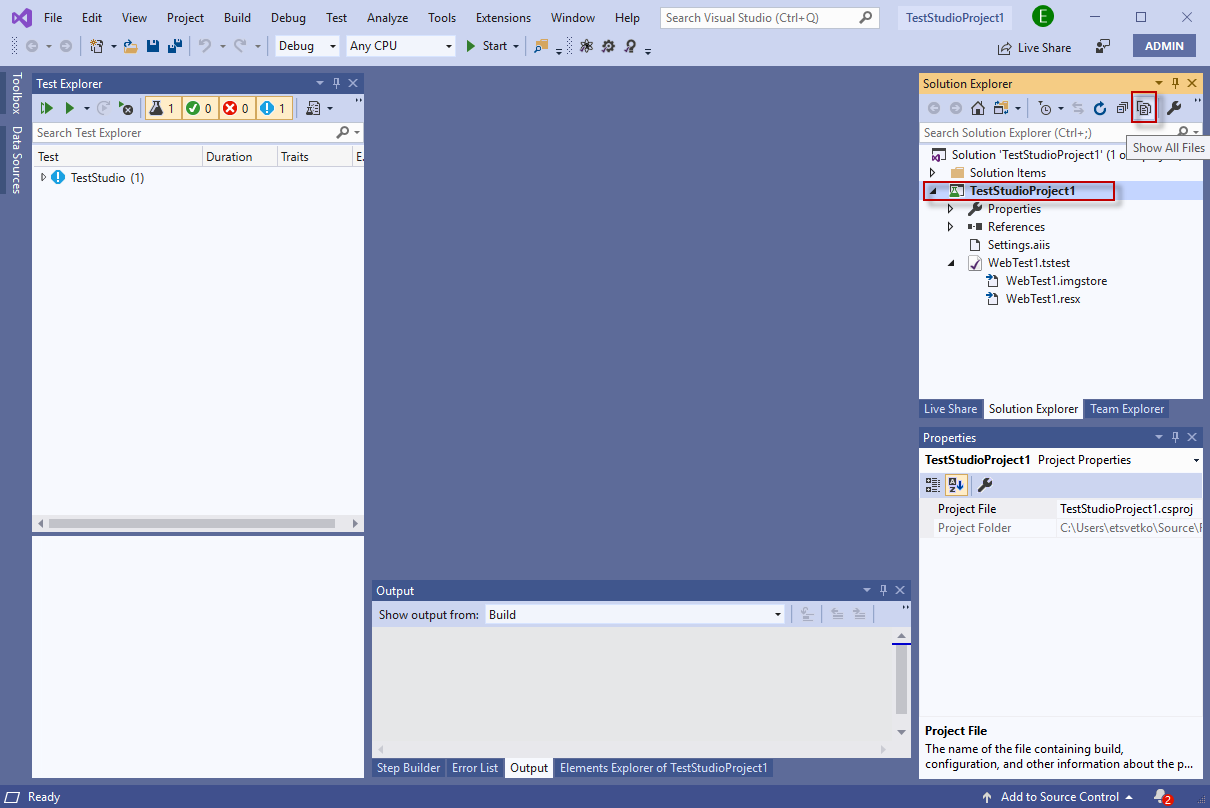 File Edit View Project Build Debug Test Analyze Tools Extensions Window Help Search Visual Studio (Ctrl+Q) TestStudioProject1 E
Debug Any CPU Start Live Share ADMIN
Toolbox
Data Sources
Test Explorer
1 0 0 1
Search Test Explorer
Test Duration Traits E.
TestStudio (1)
Output
Show output from: Build
Step Builder Error List Output Elements Explorer of TestStudioProject1
Solution Explorer
Search Solution Explorer (Ctrl+;)
Show All Files
Solution 'TestStudioProject1' (1 o
Solution Items
TestStudioProject1
Properties
References
Settings.aiis
WebTest1.tstest
WebTest1.imgstore
WebTest1.resx
Live Share Solution Explorer Team Explorer
Properties
TestStudioProject1 Project Properties
Project File TestStudioProject1.csproj
Project Folder C:\Users\etsvetko\Source\
Project File
The name of the file containing build,
configuration, and other information about the p...
Ready Add to Source Control 2